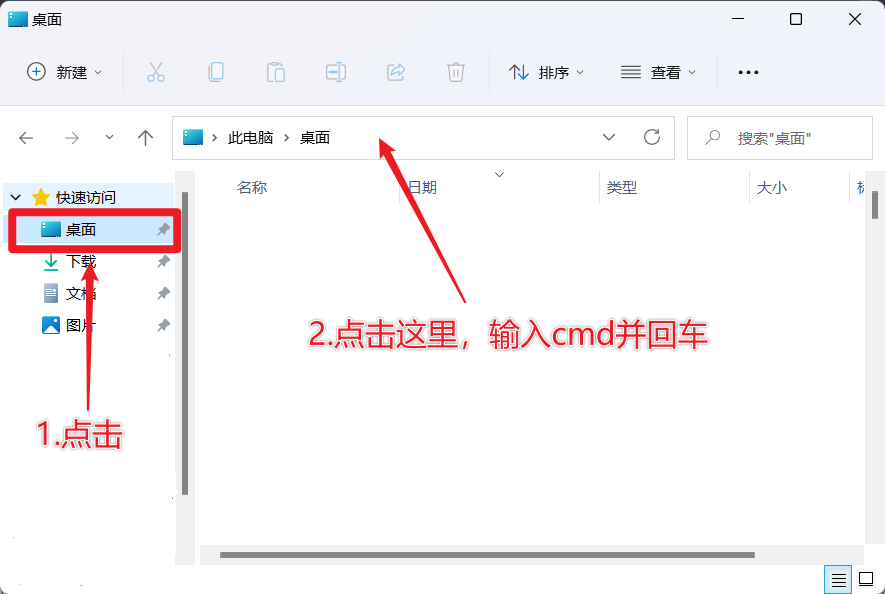 桌面
新建
排序
查看
此电脑 > 桌面
搜索"桌面"
名称
日期
类型
大小
快速访问
桌面
下载
文档
图片
2.点击这里，输入cmd并回车
1.点击